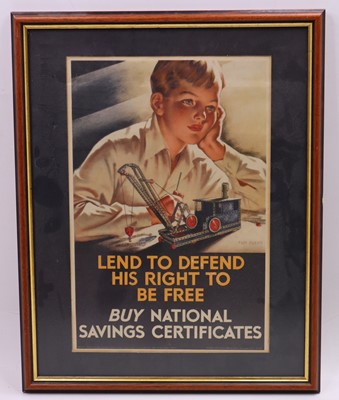 LEND TO DEFEND
HIS RIGHT TO
BE FREE
BUY NATIONAL
SAVINGS CERTIFICATES